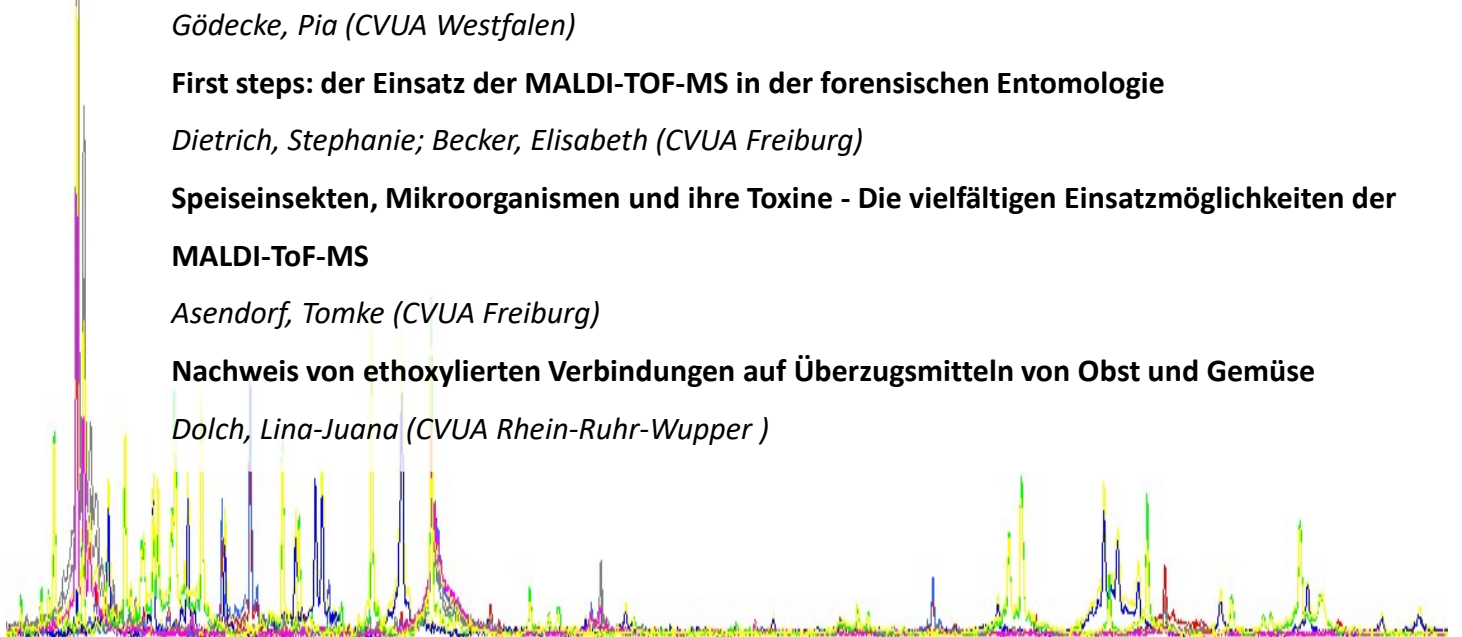 Gödecke, Pia (CVUA Westfalen)
First steps: der Einsatz der MALDI-TOF-MS in der forensischen Entomologie
Dietrich, Stephanie; Becker, Elisabeth (CVUA Freiburg)
Speiseinsekten, Mikroorganismen und ihre Toxine - Die vielfältigen Einsatzmöglichkeiten der
MALDI-ToF-MS
Asendorf, Tomke (CVUA Freiburg)
Nachweis von ethoxylierten Verbindungen auf Überzugsmitteln von Obst und Gemüse
Dolch, Lina-Juana (CVUA Rhein-Ruhr-Wupper )